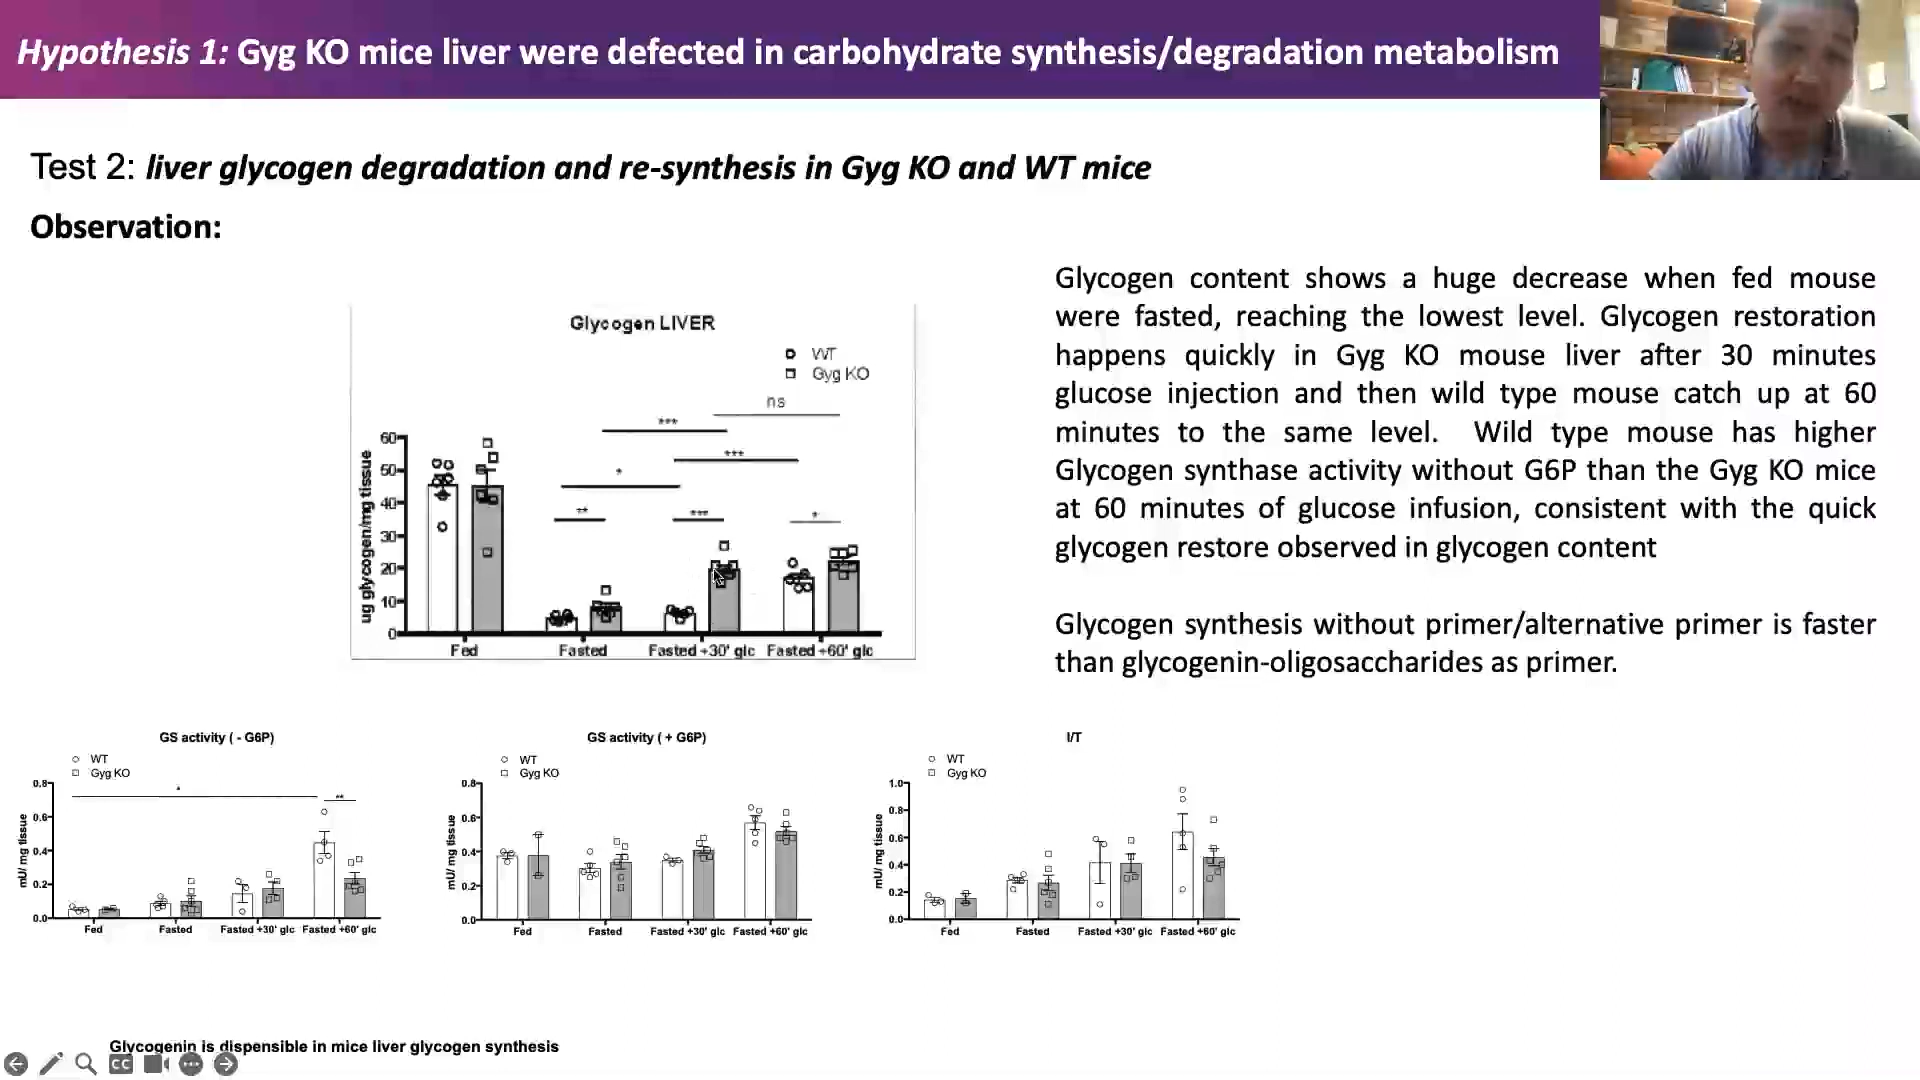 Hypothesis 1: Gyg KO mice liver were defected in carbohydrate synthesis/degradation metabolism
Test 2: liver glycogen degradation and re-synthesis in Gyg KO and WT mice
Observation:
Glycogen LIVER
WT
Gyg KO
ns
***
***
*
**
***
*
ug glycogen/mg tissue
60
50
40
30
20
10
0
Fed
Fasted
Fasted +30' glc
Fasted +60' glc
Glycogen content shows a huge decrease when fed mouse
were fasted, reaching the lowest level. Glycogen restoration
happens quickly in Gyg KO mouse liver after 30 minutes
glucose injection and then wild type mouse catch up at 60
minutes to the same level. Wild type mouse has higher
Glycogen synthase activity without G6P than the Gyg KO mice
at 60 minutes of glucose infusion, consistent with the quick
glycogen restore observed in glycogen content
Glycogen synthesis without primer/alternative primer is faster
than glycogenin-oligosaccharides as primer.
GS activity ( - G6P)
WT
Gyg KO
*
**
mU/ mg tissue
0.8
0.6
0.4
0.2
0.0
Fed
Fasted
Fasted +30' glc
Fasted +60' glc
GS activity ( + G6P)
WT
Gyg KO
mU/ mg tissue
0.8
0.6
0.4
0.2
0.0
Fed
Fasted
Fasted +30' glc
Fasted +60' glc
I/T
WT
Gyg KO
mU/ mg tissue
1.0
0.8
0.6
0.4
0.2
0.0
Fed
Fasted
Fasted +30' glc
Fasted +60' glc
Glycogenin is dispensible in mice liver glycogen synthesis
CC